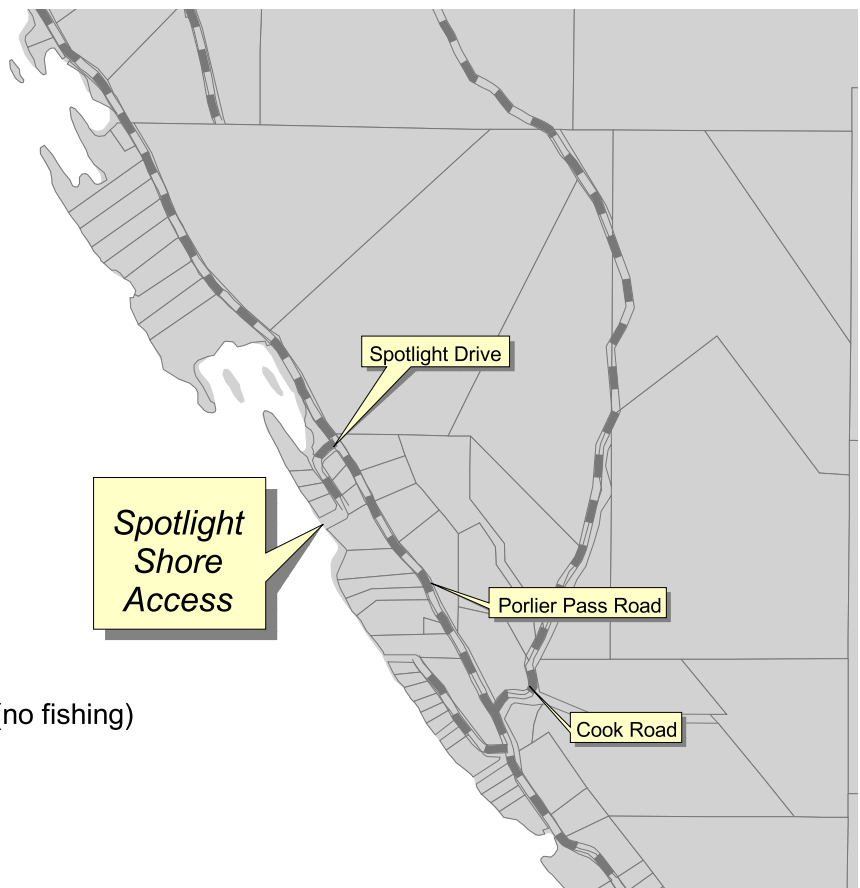 Spotlight Drive
Spotlight
Shore
Access
Porlier Pass Road
(no fishing)
Cook Road